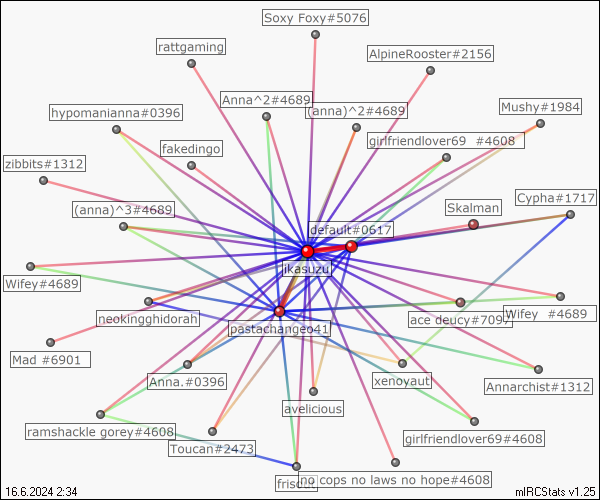 Soxy Foxy#5076
rattgaming
AlpineRooster#2156
Anna^2#4689
(anna)^2#4689
Mushy#1984
hypomanianna#0396
girlfriendlover69 #4608
fakedingo
zibbits#1312
Cypha#1717
(anna)^3#4689
Skalman
default#0617
ikasuzu
Wifey#4689
neokingghidorah
pastachangeo41
ace deucy#7097
Wifey #4689
Mad #6901
Anna.#0396
xenoyaut
Annarchist#1312
avelicious
ramshackle gorey#4608
Toucan#2473
girlfriendlover69#4608
no cops no laws no hope#4608
16.6.2024 2:34
mIRCStats v1.25